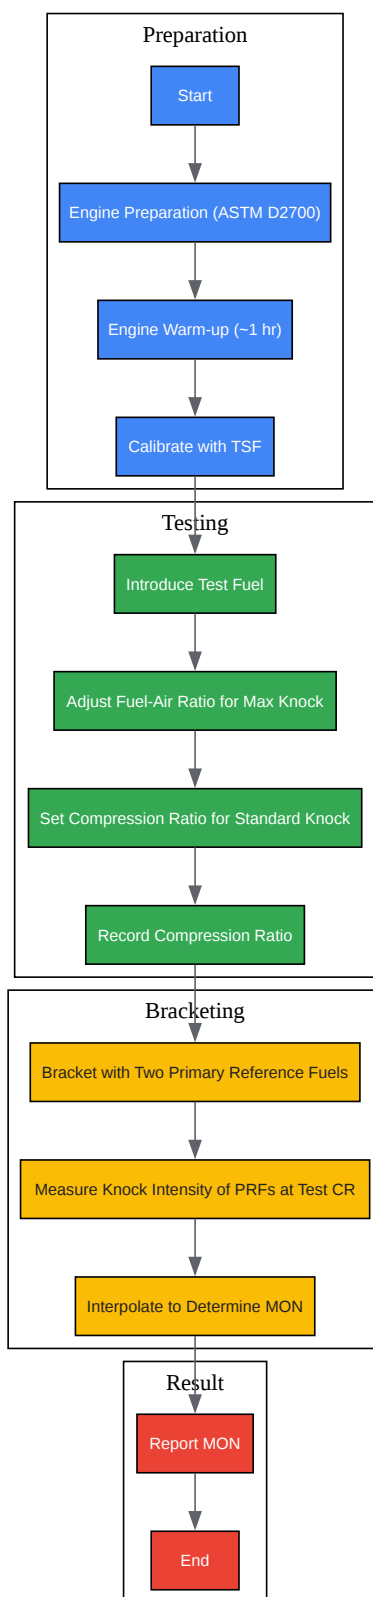 Preparation
Start
Engine Preparation (ASTM D2700)
Engine Warm-up (~1 hr)
Calibrate with TSF
Testing
Introduce Test Fuel
Adjust Fuel-Air Ratio for Max Knock
Set Compression Ratio for Standard Knock
Record Compression Ratio
Bracketing
Bracket with Two Primary Reference Fuels
Measure Knock Intensity of PRFs at Test CR
Interpolate to Determine MON
Result
Report MON
End